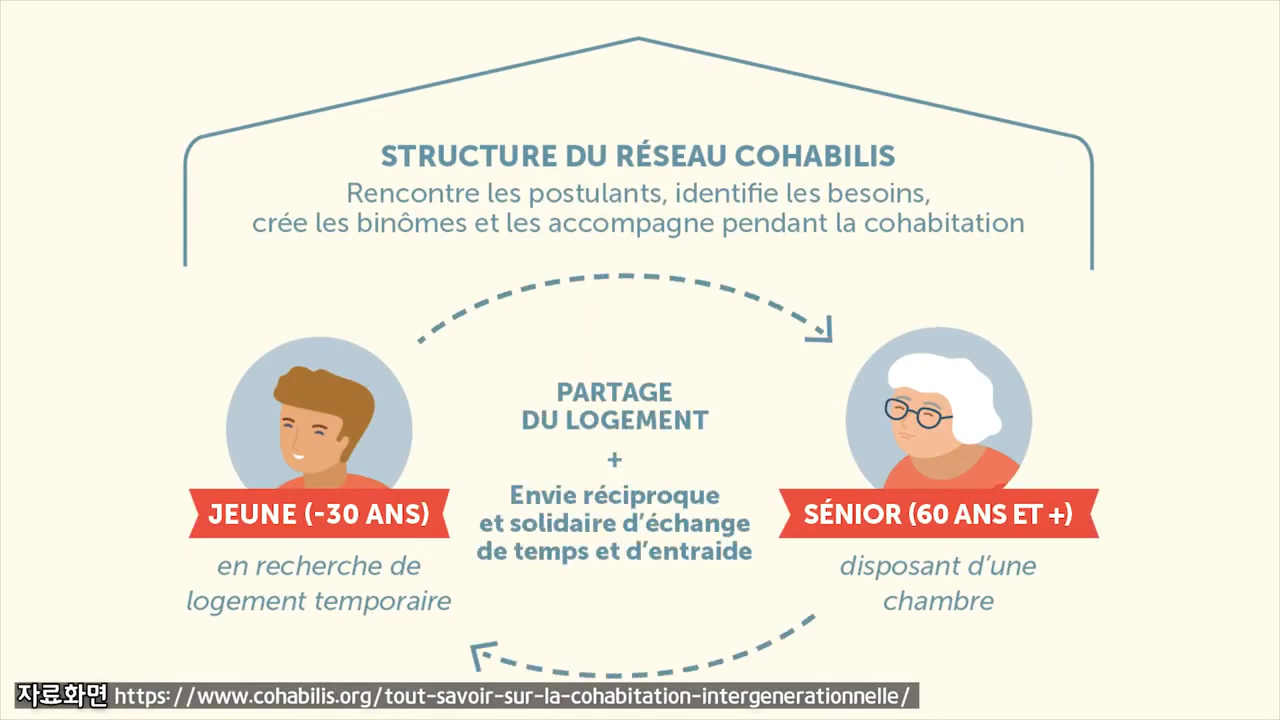 STRUCTURE DU RÉSEAU COHABILIS
Rencontre les postulants, identifie les besoins,
crée les binômes et les accompagne pendant la cohabitation
PARTAGE
DU LOGEMENT
+
Envie réciproque
et solidaire d'échange
de temps et d'entraide
JEUNE (-30 ANS)
en recherche de
logement temporaire
SÉNIOR (60 ANS ET +)
disposant d'une
chambre
자료화면 https://www.cohabilis.org/tout-savoir-sur-la-cohabitation-intergenerationnelle/